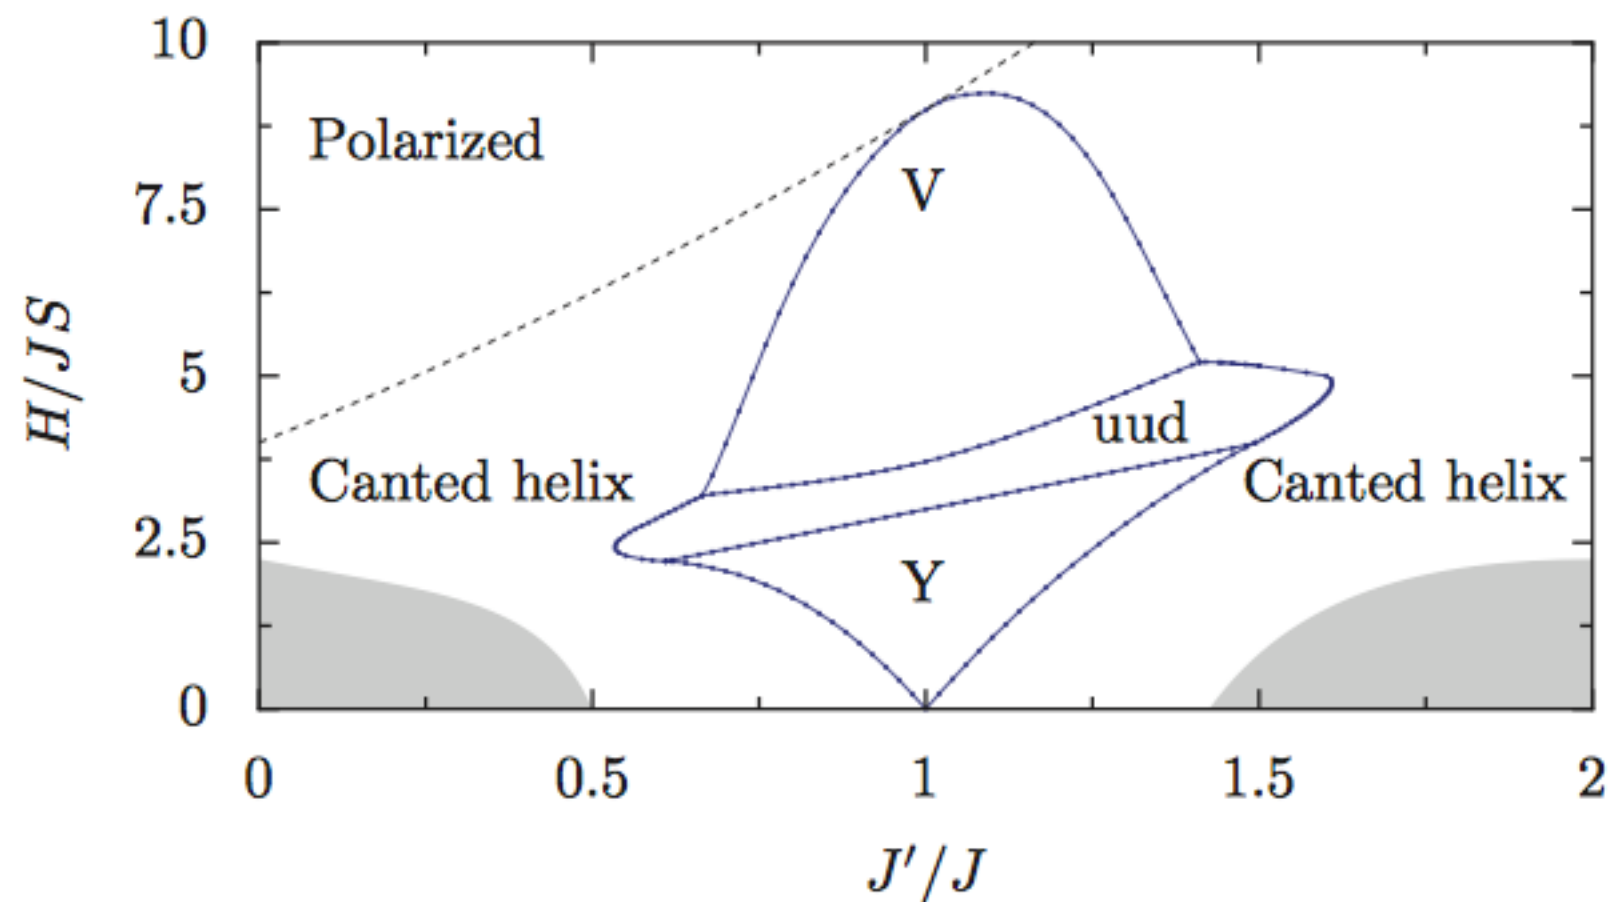 10
Polarized
V
7.5
H/JS
5
uud
Canted helix
Canted helix
2.5
Y
0
0
0.5
1
1.5
2
J′/J